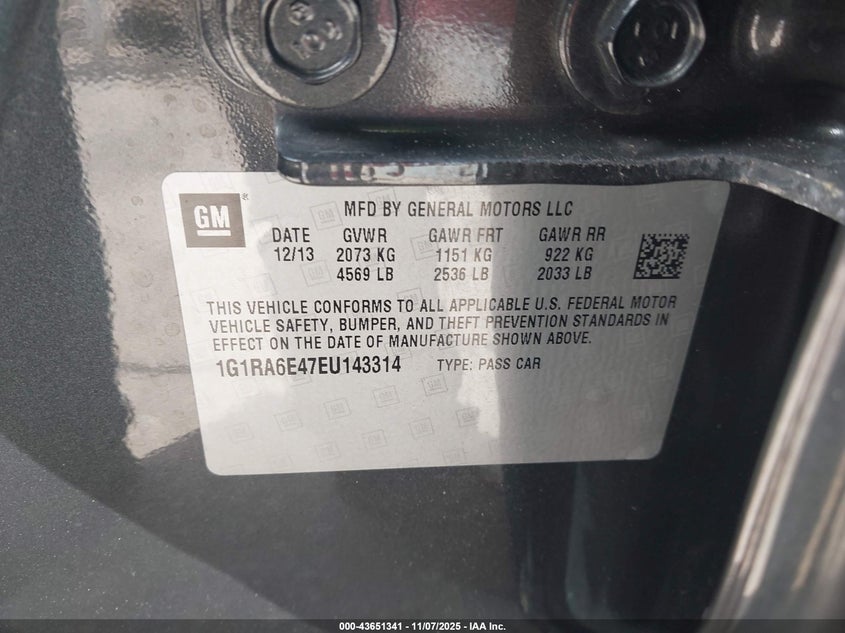 GM
MFD BY GENERAL MOTORS LLC
DATE GVWR GAWR FRT GAWR RR
12/13 2073 KG 1151 KG 922 KG
4569 LB 2536 LB 2033 LB
THIS VEHICLE CONFORMS TO ALL APPLICABLE U.S. FEDERAL MOTOR
VEHICLE SAFETY, BUMPER, AND THEFT PREVENTION STANDARDS IN
EFFECT ON THE DATE OF MANUFACTURE SHOWN ABOVE.
1G1RA6E47EU143314 TYPE: PASS CAR
000-43651341 - 11/07/2025 - IAA Inc.